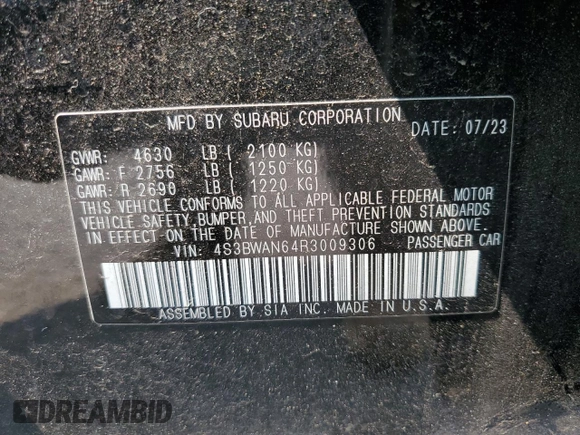 MFD BY SUBARU CORPORATION DATE: 07/23
GVWR: 4630 LB ( 2100 KG)
GAWR: F 2756 LB ( 1250 KG)
GAWR: R 2690 LB ( 1220 KG)
THIS VEHICLE CONFORMS TO ALL APPLICABLE FEDERAL MOTOR
VEHICLE SAFETY, BUMPER, AND THEFT PREVENTION STANDARDS
IN EFFECT ON THE DATE OF MANUFACTURE SHOWN ABOVE.
VIN: 4S3BWAN64R3009306 PASSENGER CAR
ASSEMBLED BY SIA INC. MADE IN U.S.A.
DREAMBID